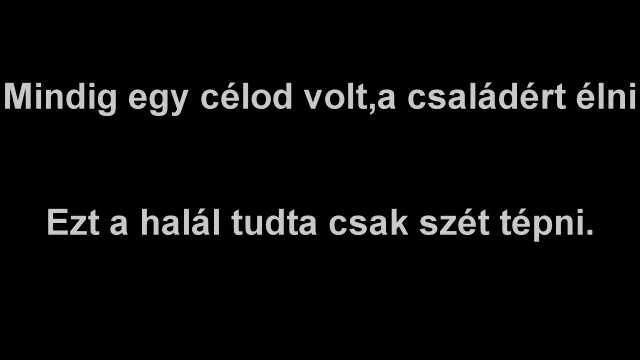 Mindig egy célod volt,a családért élni
Ezt a halál tudta csak szét tépni.